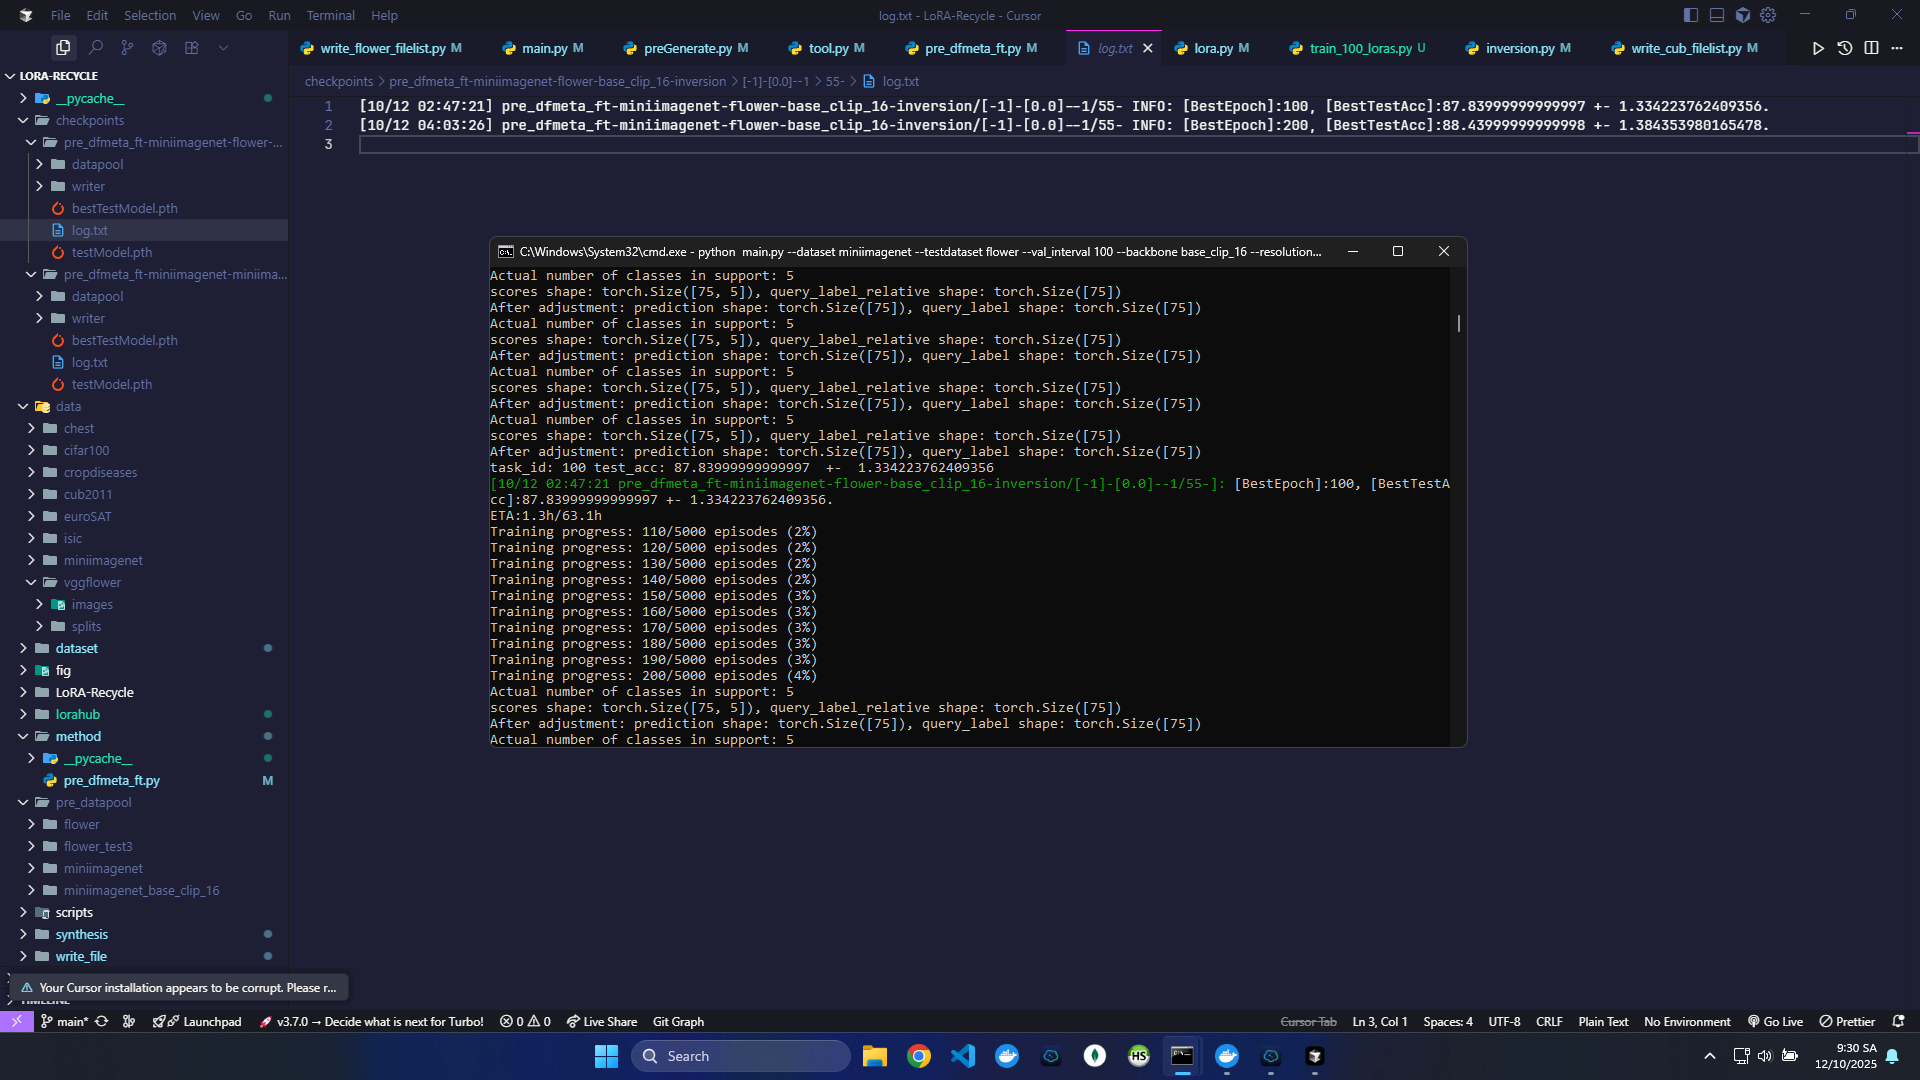 File Edit Selection View Go Run Terminal Help
log.txt - LoRA-Recycle - Cursor
write_flower_filelist.py M
main.py M
preGenerate.py M
tool.py M
pre_dfmeta_ft.py M
log.txt
lora.py M
train_100_loras.py U
inversion.py M
write_cub_filelist.py M
LORA-RECYCLE
__pycache__
checkpoints
pre_dfmeta_ft-miniimagenet-flower-...
datapool
writer
bestTestModel.pth
log.txt
testModel.pth
pre_dfmeta_ft-miniimagenet-miniima...
datapool
writer
bestTestModel.pth
log.txt
testModel.pth
data
chest
cifar100
cropdiseases
cub2011
euroSAT
isic
miniimagenet
vggflower
images
splits
dataset
fig
LoRA-Recycle
lorahub
method
__pycache__
pre_dfmeta_ft.py M
pre_datapool
flower
flower_test3
miniimagenet
miniimagenet_base_clip_16
scripts
synthesis
write_file
TIMELINE
Your Cursor installation appears to be corrupt. Please r...
checkpoints > pre_dfmeta_ft-miniimagenet-flower-base_clip_16-inversion > [-1]-[0.0]--1 > 55- > log.txt
1 [10/12 02:47:21] pre_dfmeta_ft-miniimagenet-flower-base_clip_16-inversion/[-1]-[0.0]--1/55- INFO: [BestEpoch]:100, [BestTestAcc]:87.83999999999997 +- 1.334223762409356.
2 [10/12 04:03:26] pre_dfmeta_ft-miniimagenet-flower-base_clip_16-inversion/[-1]-[0.0]--1/55- INFO: [BestEpoch]:200, [BestTestAcc]:88.43999999999998 +- 1.384353980165478.
3
C:\Windows\System32\cmd.exe - python main.py --dataset miniimagenet --testdataset flower --val_interval 100 --backbone base_clip_16 --resolution...
Actual number of classes in support: 5
scores shape: torch.Size([75, 5]), query_label_relative shape: torch.Size([75])
After adjustment: prediction shape: torch.Size([75]), query_label shape: torch.Size([75])
Actual number of classes in support: 5
scores shape: torch.Size([75, 5]), query_label_relative shape: torch.Size([75])
After adjustment: prediction shape: torch.Size([75]), query_label shape: torch.Size([75])
Actual number of classes in support: 5
scores shape: torch.Size([75, 5]), query_label_relative shape: torch.Size([75])
After adjustment: prediction shape: torch.Size([75]), query_label shape: torch.Size([75])
Actual number of classes in support: 5
scores shape: torch.Size([75, 5]), query_label_relative shape: torch.Size([75])
After adjustment: prediction shape: torch.Size([75]), query_label shape: torch.Size([75])
task_id: 100 test_acc: 87.83999999999997 +- 1.334223762409356
[10/12 02:47:21 pre_dfmeta_ft-miniimagenet-flower-base_clip_16-inversion/[-1]-[0.0]--1/55-]: [BestEpoch]:100, [BestTestA
cc]:87.83999999999997 +- 1.334223762409356.
ETA:1.3h/63.1h
Training progress: 110/5000 episodes (2%)
Training progress: 120/5000 episodes (2%)
Training progress: 130/5000 episodes (2%)
Training progress: 140/5000 episodes (2%)
Training progress: 150/5000 episodes (3%)
Training progress: 160/5000 episodes (3%)
Training progress: 170/5000 episodes (3%)
Training progress: 180/5000 episodes (3%)
Training progress: 190/5000 episodes (3%)
Training progress: 200/5000 episodes (4%)
Actual number of classes in support: 5
scores shape: torch.Size([75, 5]), query_label_relative shape: torch.Size([75])
After adjustment: prediction shape: torch.Size([75]), query_label shape: torch.Size([75])
Actual number of classes in support: 5
main* Launchpad v3.7.0 → Decide what is next for Turbo! 0 0 Live Share Git Graph
Cursor Tab Ln 3, Col 1 Spaces: 4 UTF-8 CRLF Plain Text No Environment Go Live Prettier
Search
HS
9:30 SA
12/10/2025